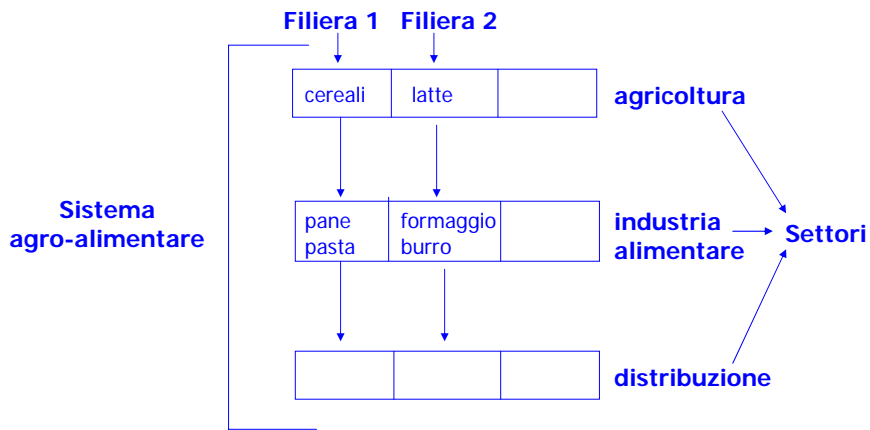 Filiera 1 Filiera 2
cereali latte agricoltura
Sistema
agro-alimentare
pane formaggio industria
pasta burro alimentare
Settori
distribuzione